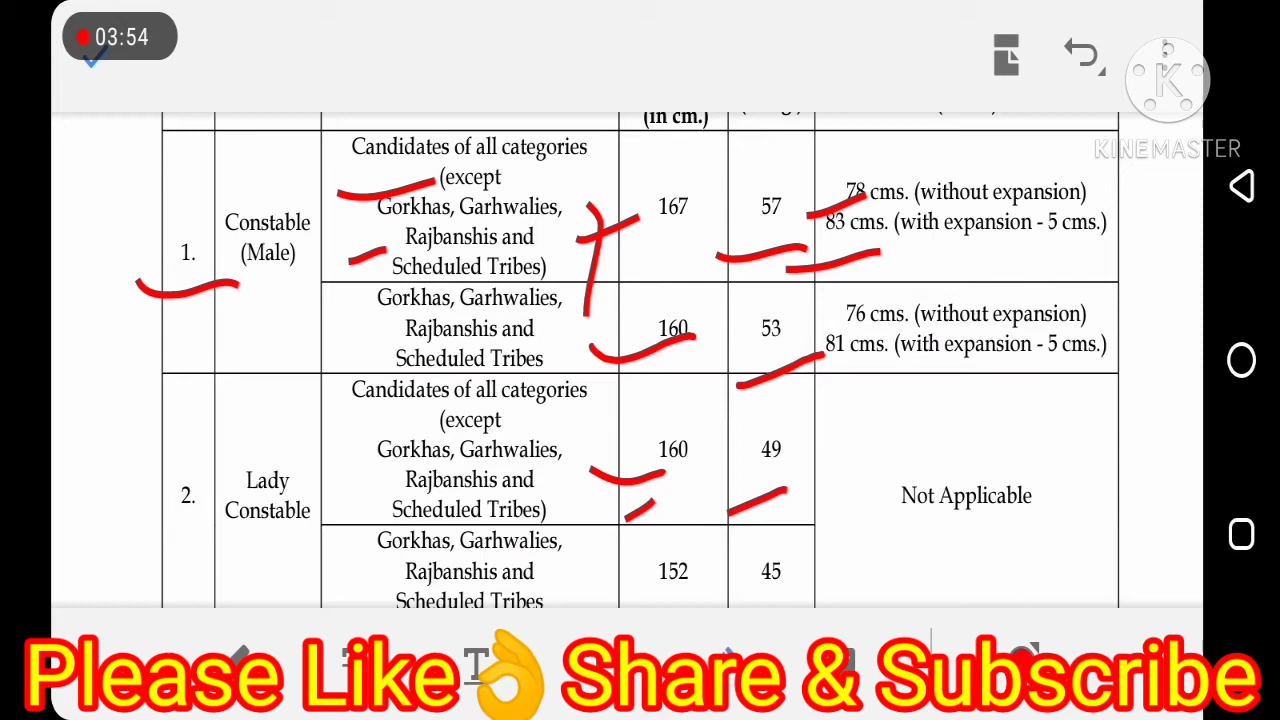 03:54
K
KINEMASTER
(in cm.)
Candidates of all categories
(except
Gorkhas, Garhwalies,
Rajbanshis and
Scheduled Tribes)
Constable
(Male)
1.
167
57
78 cms. (without expansion)
83 cms. (with expansion - 5 cms.)
Gorkhas, Garhwalies,
Rajbanshis and
Scheduled Tribes
160
53
76 cms. (without expansion)
81 cms. (with expansion - 5 cms.)
2.
Lady
Constable
Candidates of all categories
(except
Gorkhas, Garhwalies,
Rajbanshis and
Scheduled Tribes)
160
49
Not Applicable
Gorkhas, Garhwalies,
Rajbanshis and
Scheduled Tribes
152
45
T
Please Like👌Share & Subscribe